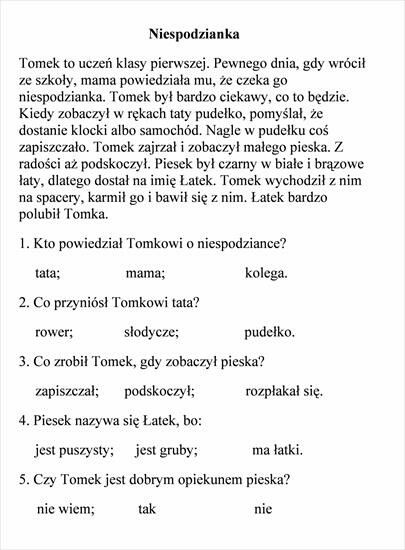 Niespodzianka
Tomek to uczeń klasy pierwszej. Pewnego dnia, gdy wrócił
ze szkoły, mama powiedziała mu, że czeka go
niespodzianka. Tomek był bardzo ciekawy, co to będzie.
Kiedy zobaczył w rękach taty pudełko, pomyślał, że
dostanie klocki albo samochód. Nagle w pudełku coś
zapiszczało. Tomek zajrzał i zobaczył małego pieska. Z
radości aż podskoczył. Piesek był czarny w białe i brązowe
łaty, dlatego dostał na imię Łatek. Tomek wychodził z nim
na spacery, karmił go i bawił się z nim. Łatek bardzo
polubił Tomka.
1. Kto powiedział Tomkowi o niespodziance?
tata; mama; kolega.
2. Co przyniósł Tomkowi tata?
rower; słodycze; pudełko.
3. Co zrobił Tomek, gdy zobaczył pieska?
zapiszczał; podskoczył; rozpłakał się.
4. Piesek nazywa się Łatek, bo:
jest puszysty; jest gruby; ma łatki.
5. Czy Tomek jest dobrym opiekunem pieska?
nie wiem; tak nie